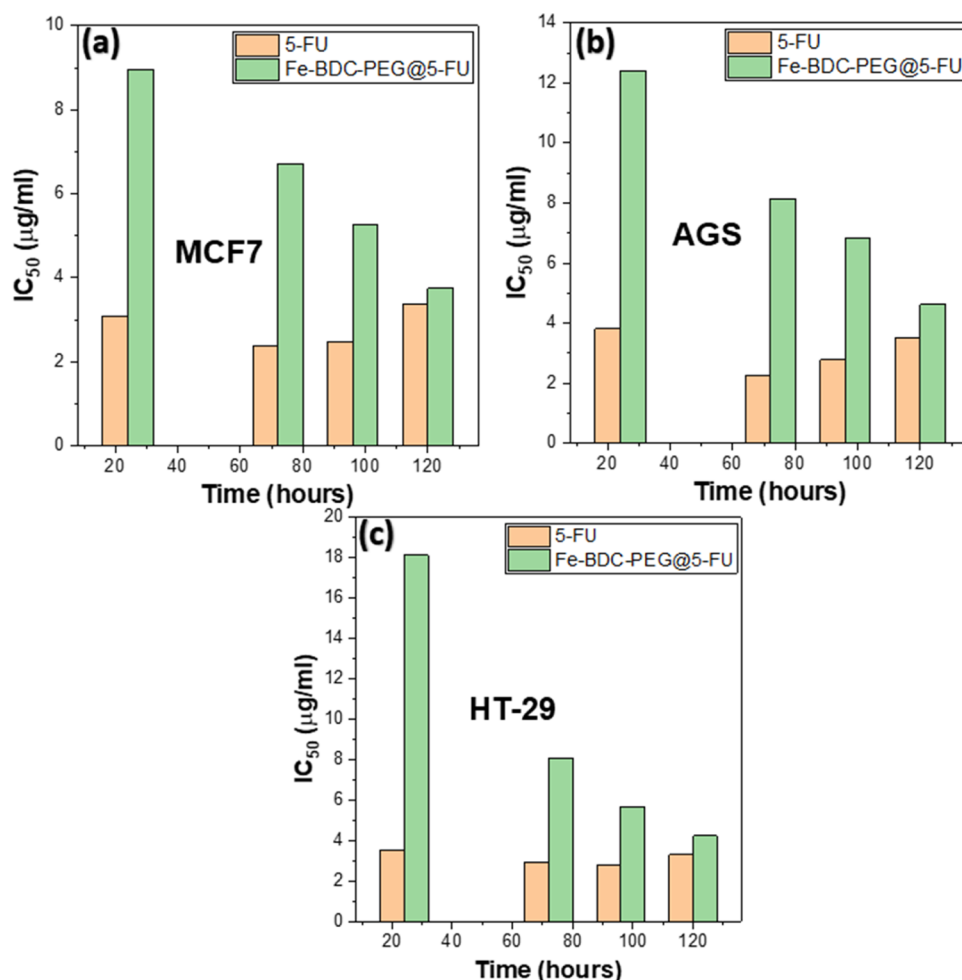 (a)
5-FU
Fe-BDC-PEG@5-FU
10
8
6
4
2
0
IC50 (μg/ml)
MCF7
20 40 60 80 100 120
Time (hours)
(b)
5-FU
Fe-BDC-PEG@5-FU
14
12
10
8
6
4
2
0
IC50 (μg/ml)
AGS
20 40 60 80 100 120
Time (hours)
(c)
5-FU
Fe-BDC-PEG@5-FU
20
18
16
14
12
10
8
6
4
2
0
IC50 (μg/ml)
HT-29
20 40 60 80 100 120
Time (hours)